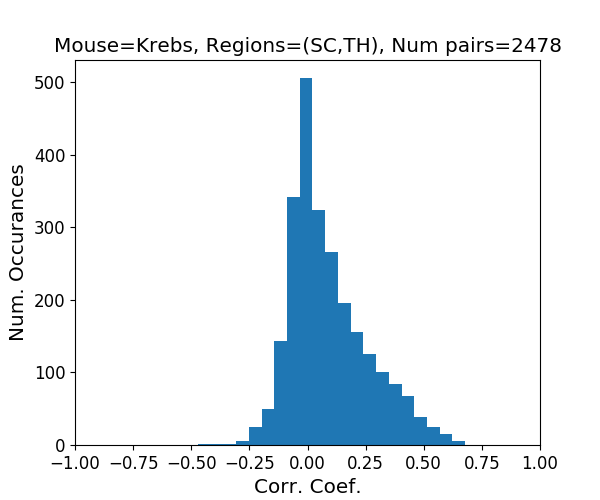 Mouse=Krebs, Regions=(SC,TH), Num pairs=2478
Num. Occurances
500
400
300
200
100
0
−1.00 −0.75 −0.50 −0.25 0.00 0.25 0.50 0.75 1.00
Corr. Coef.